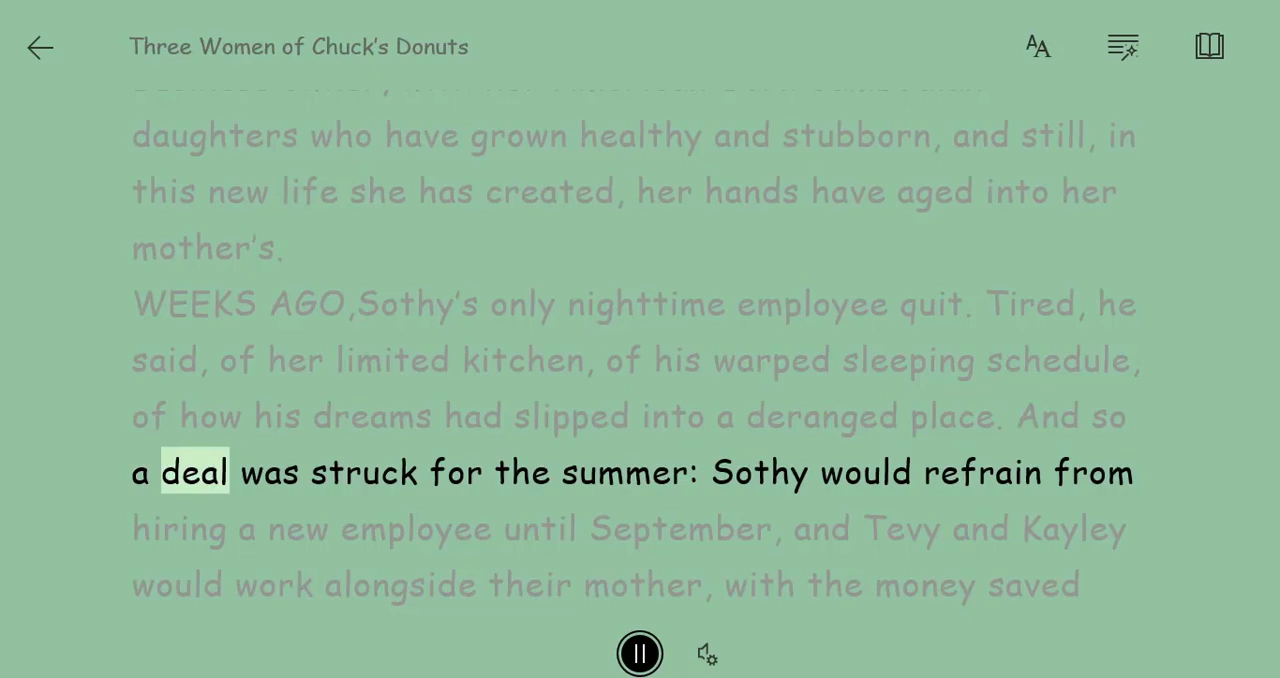 Three Women of Chuck's Donuts
daughters who have grown healthy and stubborn, and still, in
this new life she has created, her hands have aged into her
mother's.
WEEKS AGO,Sothy's only nighttime employee quit. Tired, he
said, of her limited kitchen, of his warped sleeping schedule,
of how his dreams had slipped into a deranged place. And so
a deal was struck for the summer: Sothy would refrain from
hiring a new employee until September, and Tevy and Kayley
would work alongside their mother, with the money saved